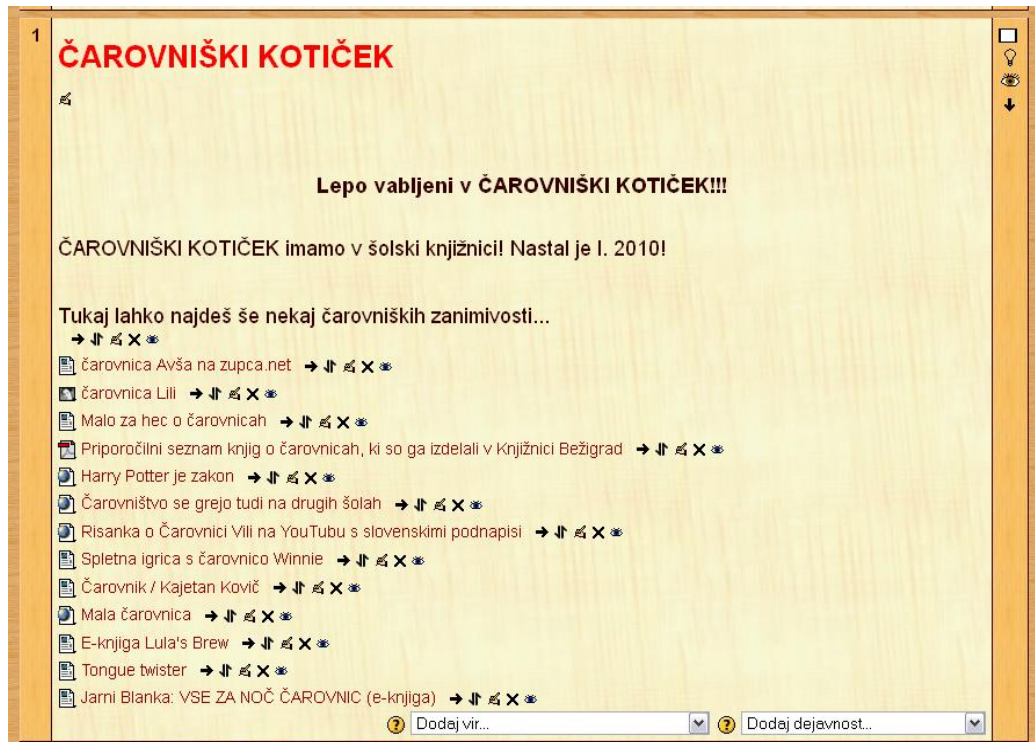 1
ČAROVNIŠKI KOTIČEK
Lepo vabljeni v ČAROVNIŠKI KOTIČEK!!!
ČAROVNIŠKI KOTIČEK imamo v šolski knjižnici! Nastal je l. 2010!
Tukaj lahko najdeš še nekaj čarovniških zanimivosti...
čarovnica Avša na zupca.net
čarovnica Lili
Malo za hec o čarovnicah
Priporočilni seznam knjig o čarovnicah, ki so ga izdelali v Knjižnici Bežigrad
Harry Potter je zakon
Čarovništvo se grejo tudi na drugih šolah
Risanka o Čarovnici Vili na YouTubu s slovenskimi podnapisi
Spletna igrica s čarovnico Winnie
Čarovnik / Kajetan Kovič
Mala čarovnica
E-knjiga Lula's Brew
Tongue twister
Jarni Blanka: VSE ZA NOČ ČAROVNIC (e-knjiga)
Dodaj vir... Dodaj dejavnost...